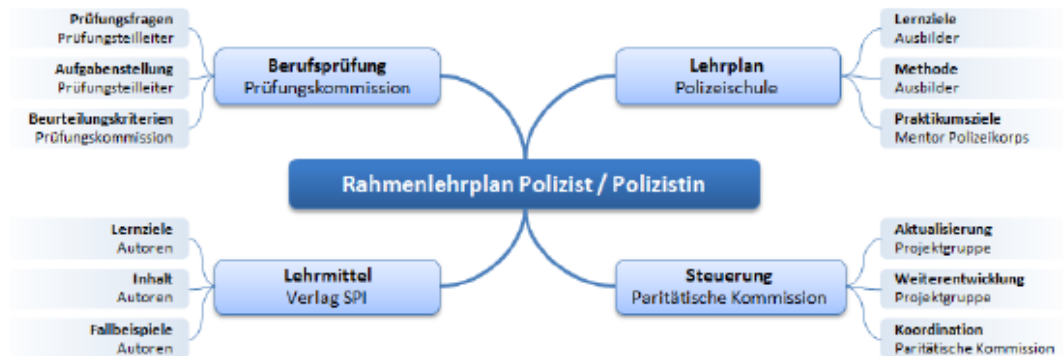 Prüfungsfragen
Prüfungsteilleiter
Aufgabenstellung
Prüfungsteilleiter
Beurteilungskriterien
Prüfungskommission
Berufsprüfung
Prüfungskommission
Lehrplan
Polizeischule
Lernziele
Ausbilder
Methode
Ausbilder
Praktikumsziele
Mentor Polizeikorps
Rahmenlehrplan Polizist / Polizistin
Lernziele
Autoren
Inhalt
Autoren
Fallbeispiele
Autoren
Lehrmittel
Verlag SPI
Steuerung
Paritätische Kommission
Aktualisierung
Projektgruppe
Weiterentwicklung
Projektgruppe
Koordination
Paritätische Kommission